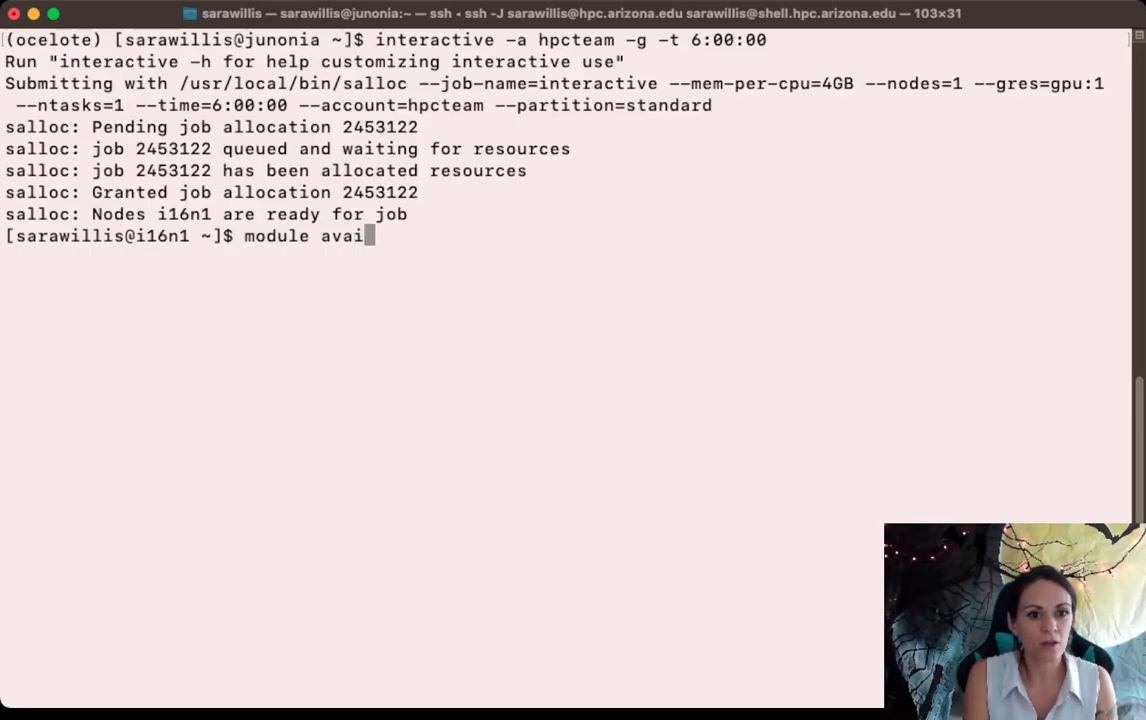 sarawillis — sarawillis@junonia:~ — ssh ◂ ssh -J sarawillis@hpc.arizona.edu sarawillis@shell.hpc.arizona.edu — 103×31
(ocelote) [sarawillis@junonia ~]$ interactive -a hpcteam -g -t 6:00:00
Run "interactive -h for help customizing interactive use"
Submitting with /usr/local/bin/salloc --job-name=interactive --mem-per-cpu=4GB --nodes=1 --gres=gpu:1
--ntasks=1 --time=6:00:00 --account=hpcteam --partition=standard
salloc: Pending job allocation 2453122
salloc: job 2453122 queued and waiting for resources
salloc: job 2453122 has been allocated resources
salloc: Granted job allocation 2453122
salloc: Nodes i16n1 are ready for job
[sarawillis@i16n1 ~]$ module avai